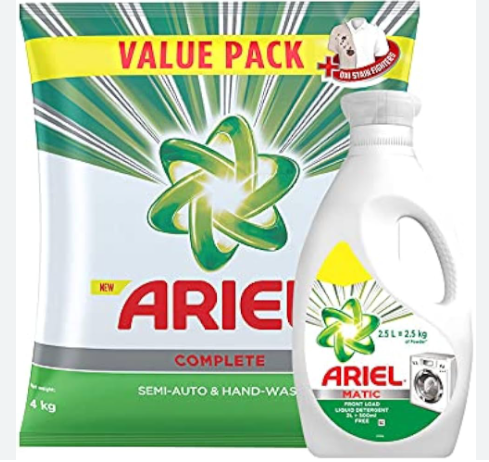 VALUE PACK
+ OXI STAIN FIGHTERS
NEW
ARIEL
COMPLETE
SEMI-AUTO & HAND-WAS
4 kg
2.5 L = 2.5 kg
of Powder*
ARIEL
MATIC
FRONT LOAD
LIQUID DETERGENT
2L + 500ml
FREE